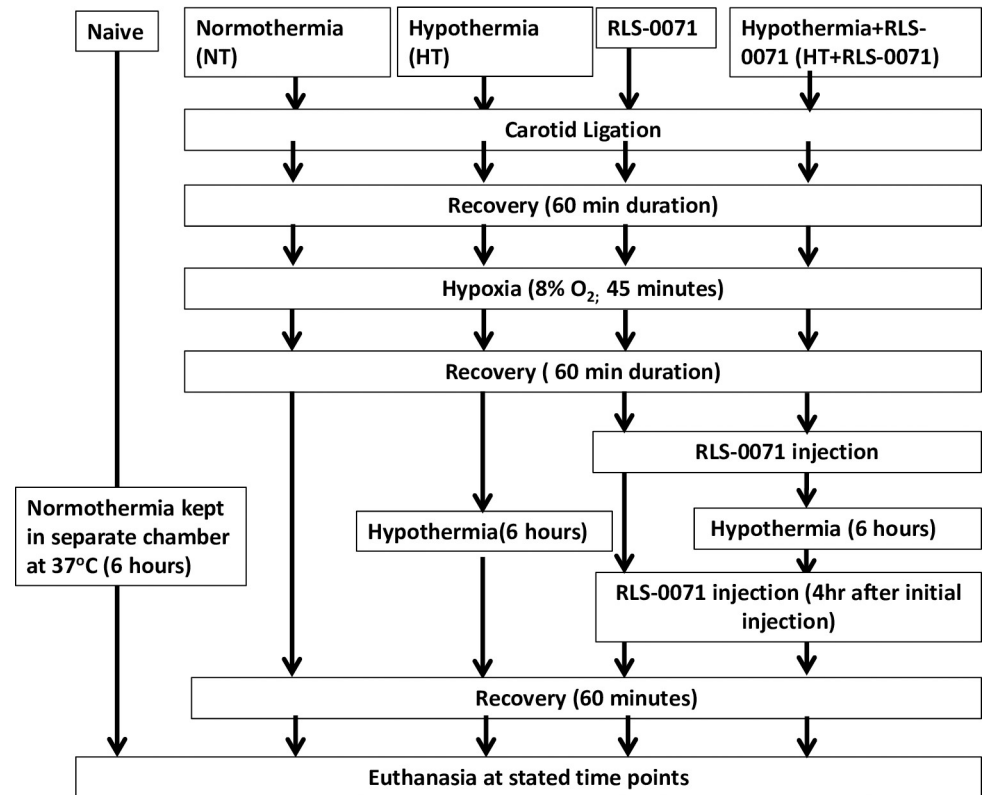 Naive
Normothermia
(NT)
Hypothermia
(HT)
RLS-0071
Hypothermia+RLS-
0071 (HT+RLS-0071)
Carotid Ligation
Recovery (60 min duration)
Hypoxia (8% O₂; 45 minutes)
Recovery ( 60 min duration)
RLS-0071 injection
Normothermia kept
in separate chamber
at 37°C (6 hours)
Hypothermia(6 hours)
Hypothermia (6 hours)
RLS-0071 injection (4hr after initial
injection)
Recovery (60 minutes)
Euthanasia at stated time points